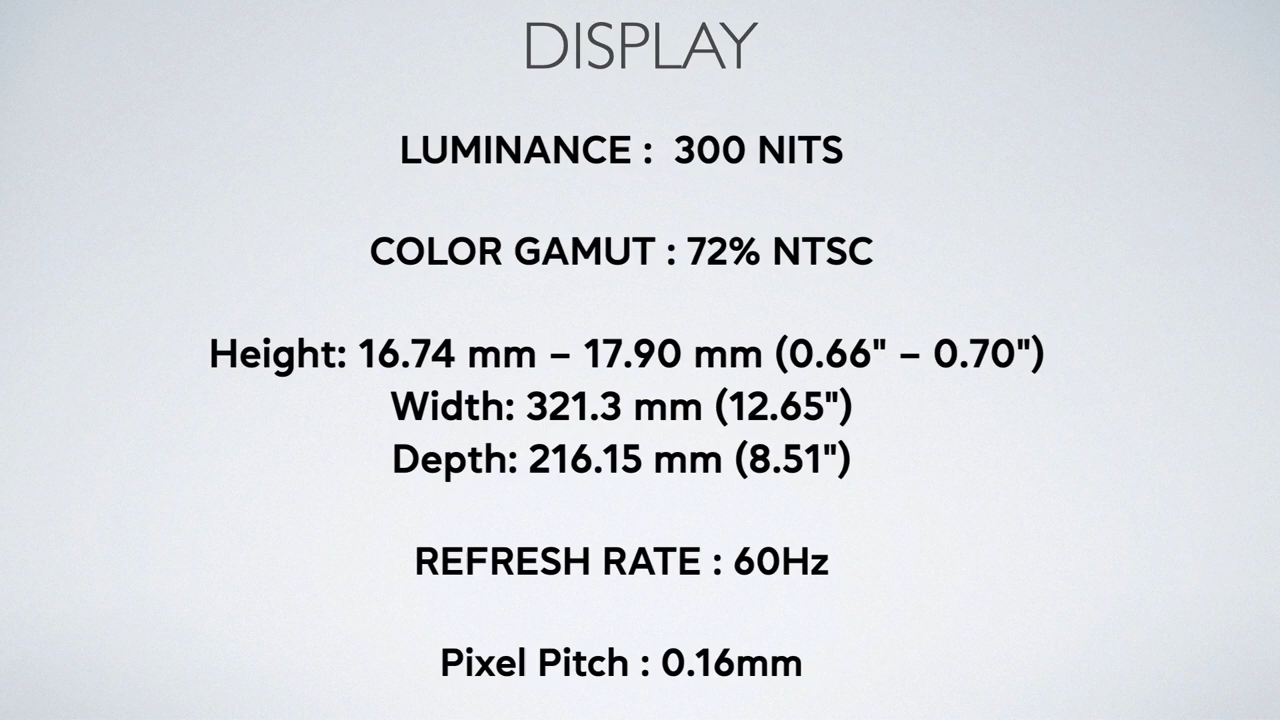 DISPLAY
LUMINANCE :  300 NITS
COLOR GAMUT : 72% NTSC
Height: 16.74 mm – 17.90 mm (0.66" – 0.70")
Width: 321.3 mm (12.65")
Depth: 216.15 mm (8.51")
REFRESH RATE : 60Hz
Pixel Pitch : 0.16mm